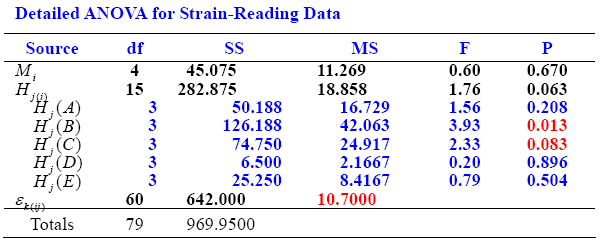 Detailed ANOVA for Strain-Reading Data
Source df SS MS F P
M_i 4 45.075 11.269 0.60 0.670
H_j(i) 15 282.875 18.858 1.76 0.063
H_j(A) 3 50.188 16.729 1.56 0.208
H_j(B) 3 126.188 42.063 3.93 0.013
H_j(C) 3 74.750 24.917 2.33 0.083
H_j(D) 3 6.500 2.1667 0.20 0.896
H_j(E) 3 25.250 8.4167 0.79 0.504
ε_k(ij) 60 642.000 10.7000
Totals 79 969.9500